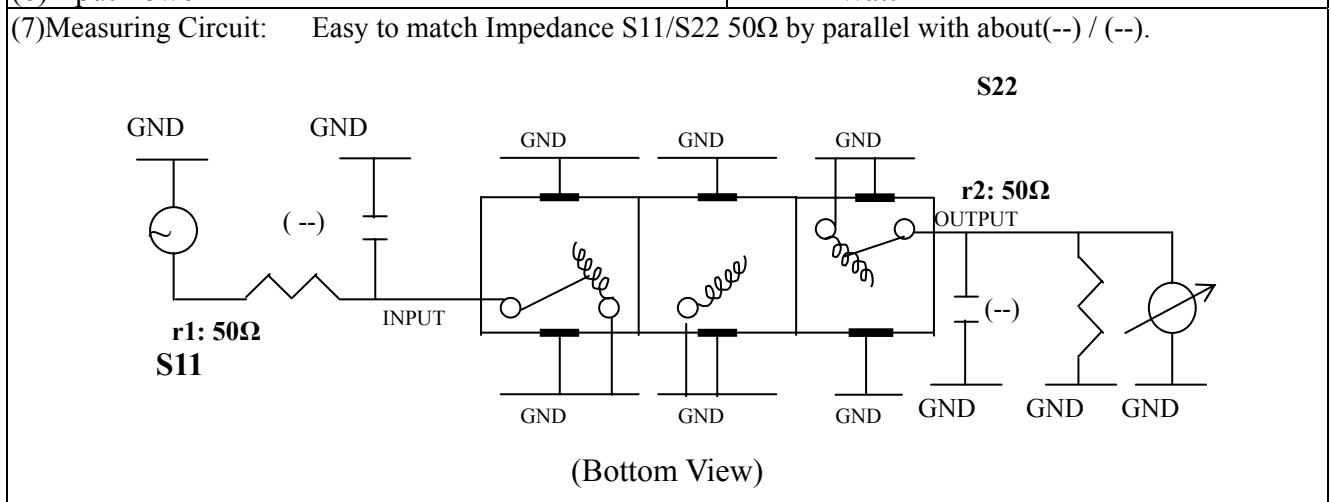 (7)Measuring Circuit: Easy to match Impedance S11/S22 50Ω by parallel with about(--) / (--).
S22
GND GND GND GND GND
r2: 50Ω
( --) OUTPUT
(--)
INPUT
r1: 50Ω
S11
GND GND GND GND GND GND
(Bottom View)